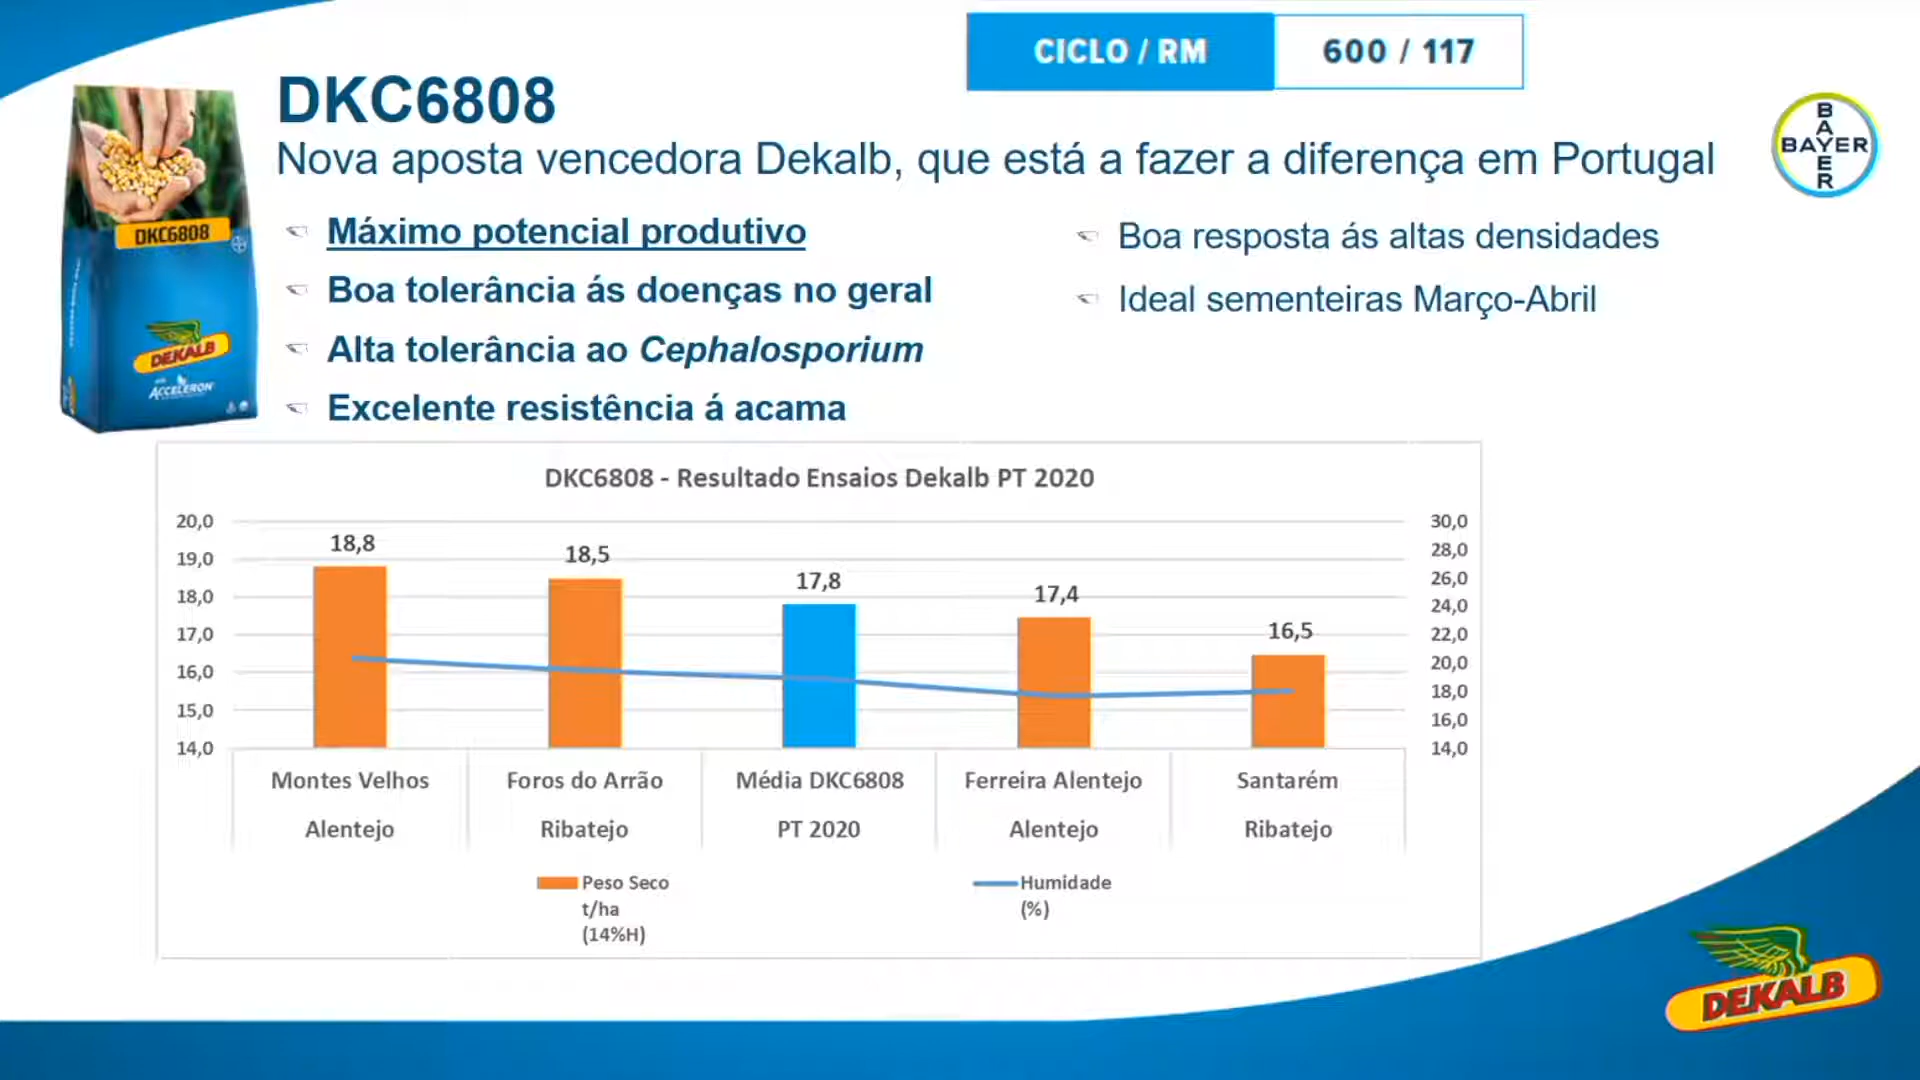 CICLO / RM
600 / 117
DKC6808
Nova aposta vencedora Dekalb, que está a fazer a diferença em Portugal
BAYER
BAYER
DKC6808
DEKALB
ACCELERON
Máximo potencial produtivo
Boa tolerância ás doenças no geral
Alta tolerância ao Cephalosporium
Excelente resistência á acama
Boa resposta ás altas densidades
Ideal sementeiras Março-Abril
DKC6808 - Resultado Ensaios Dekalb PT 2020
20,0
19,0
18,0
17,0
16,0
15,0
14,0
18,8
18,5
17,8
17,4
16,5
30,0
28,0
26,0
24,0
22,0
20,0
18,0
16,0
14,0
Montes Velhos
Foros do Arrão
Média DKC6808
Ferreira Alentejo
Santarém
Alentejo
Ribatejo
PT 2020
Alentejo
Ribatejo
Peso Seco
t/ha
(14%H)
Humidade
(%)
DEKALB